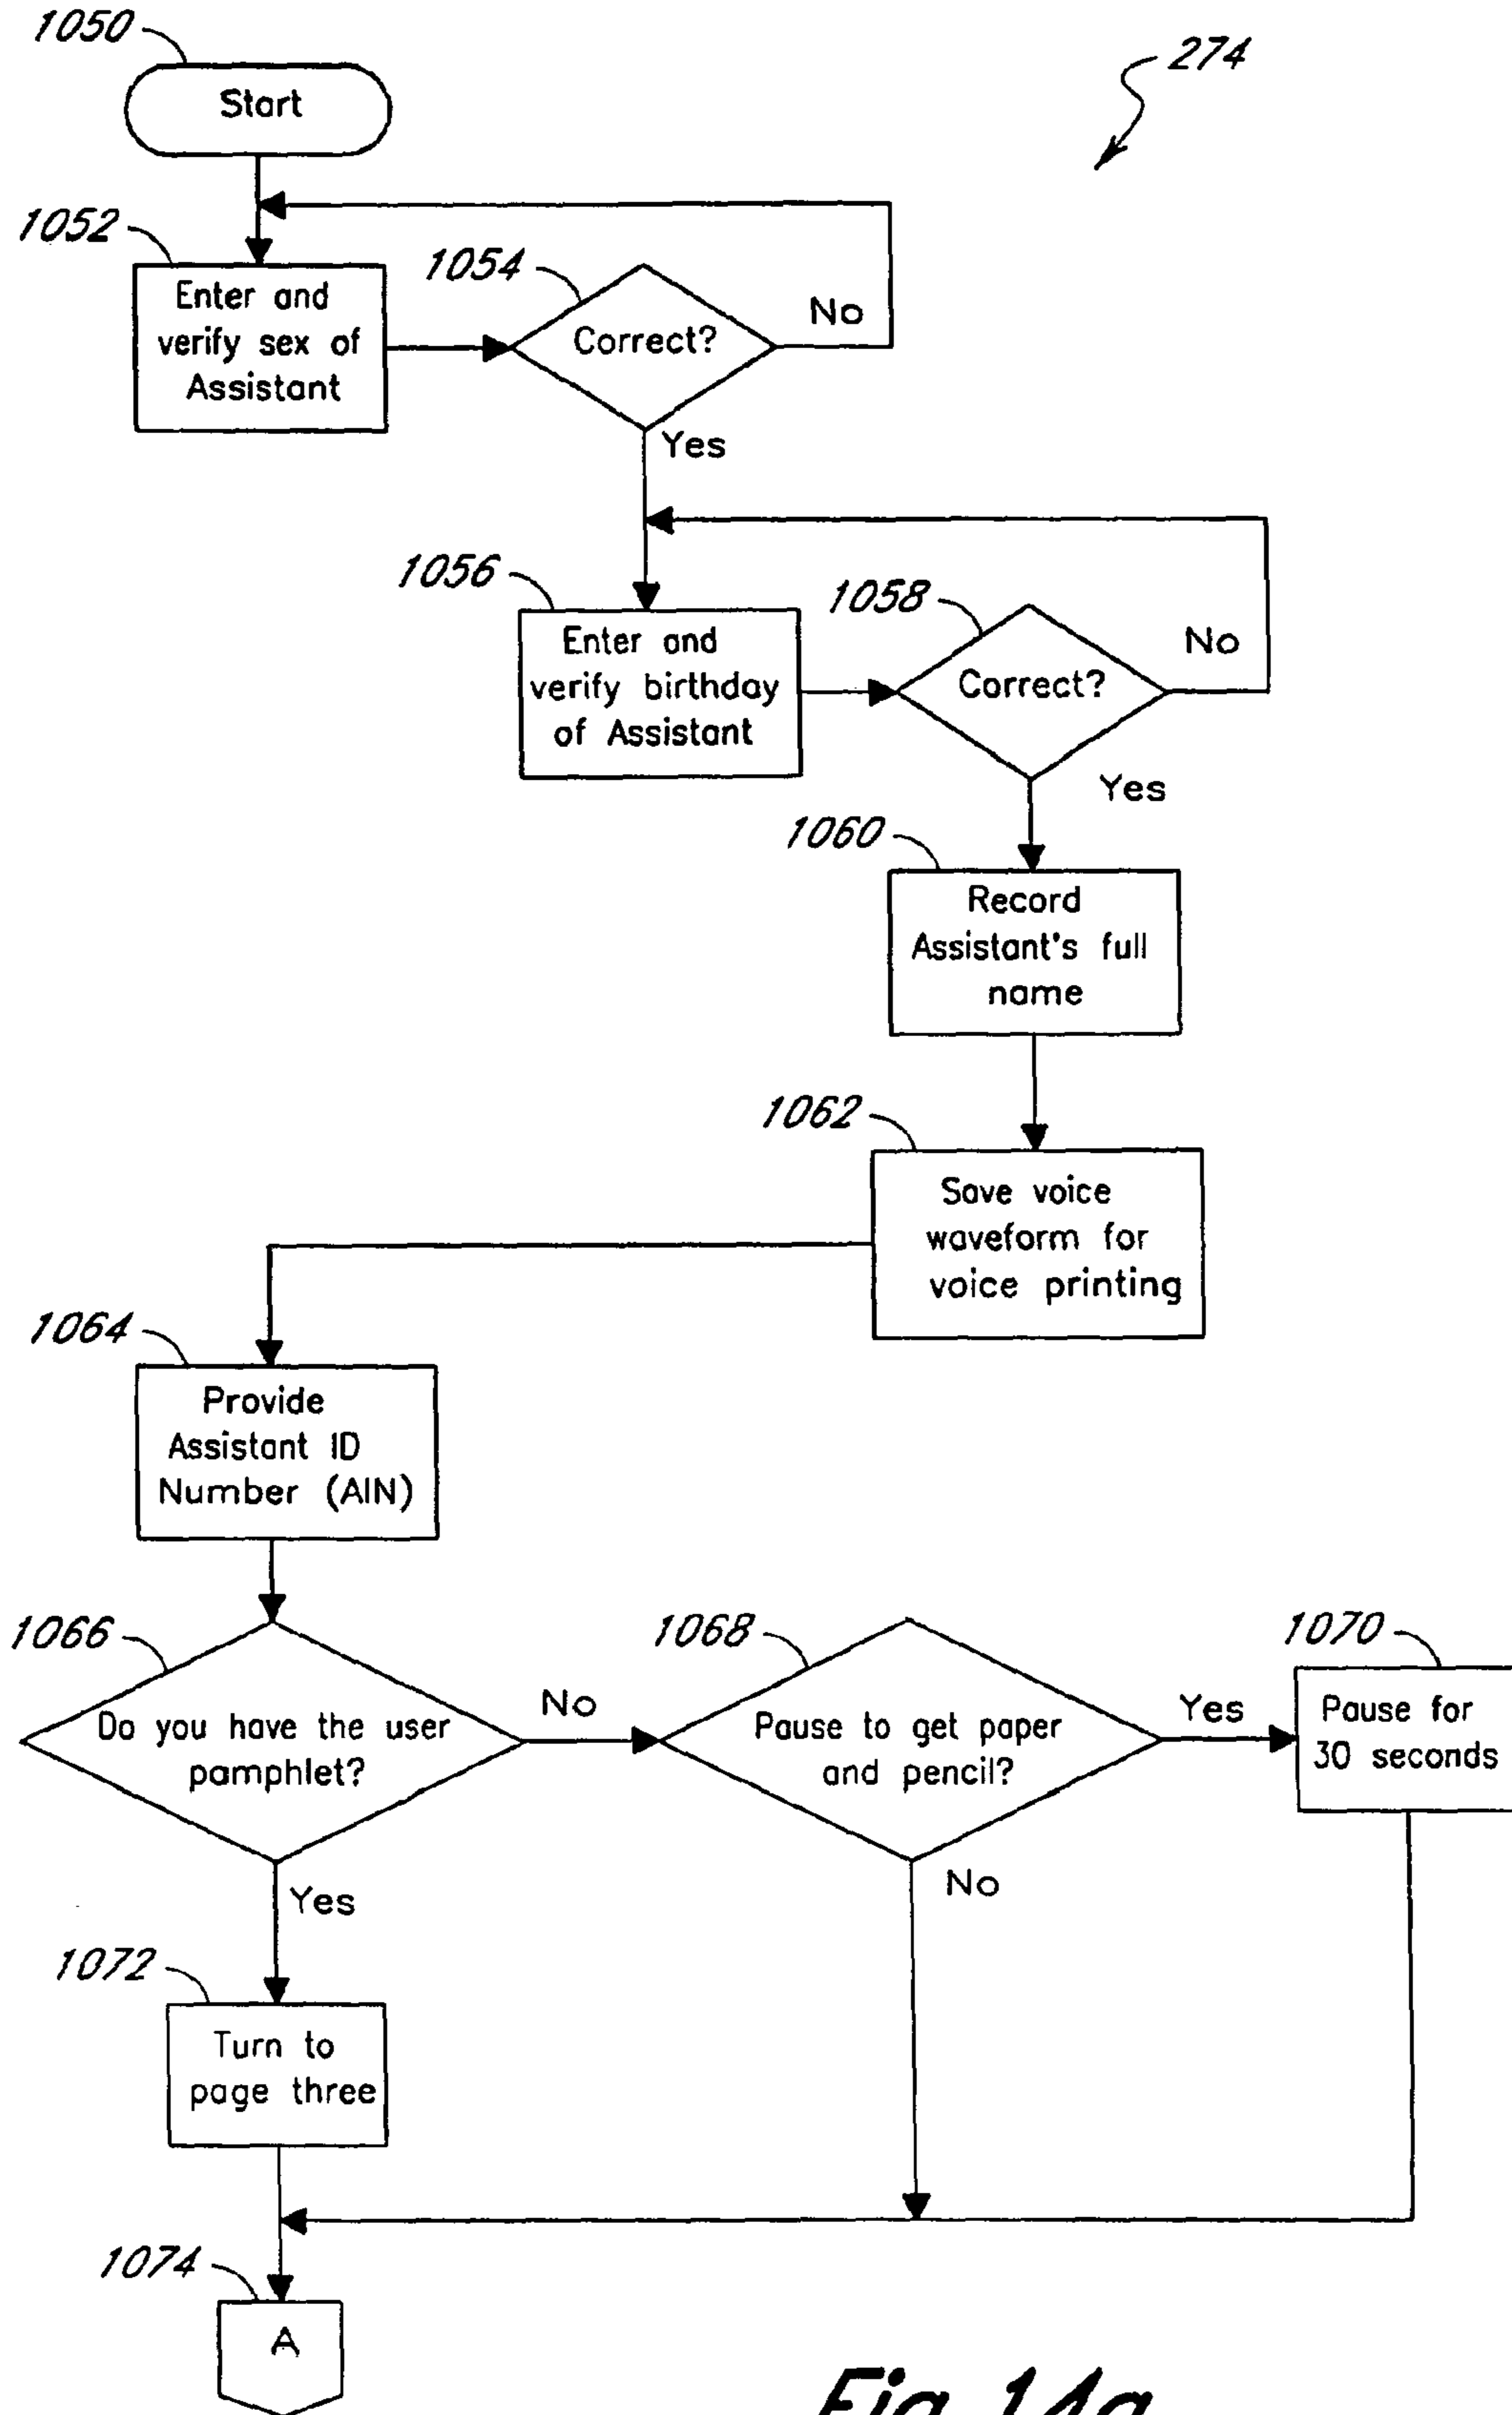 1050
Start
274
1052
Enter and
verify sex of
Assistant
1054
Correct?
No
Yes
1056
Enter and
verify birthday
of Assistant
1058
Correct?
No
Yes
1060
Record
Assistant's full
name
1062
Save voice
waveform for
voice printing
1064
Provide
Assistant ID
Number (AIN)
1066
Do you have the user
pamphlet?
No
1068
Pause to get paper
and pencil?
Yes
1070
Pause for
30 seconds
Yes
No
1072
Turn to
page three
1074
A
Fig. 14a